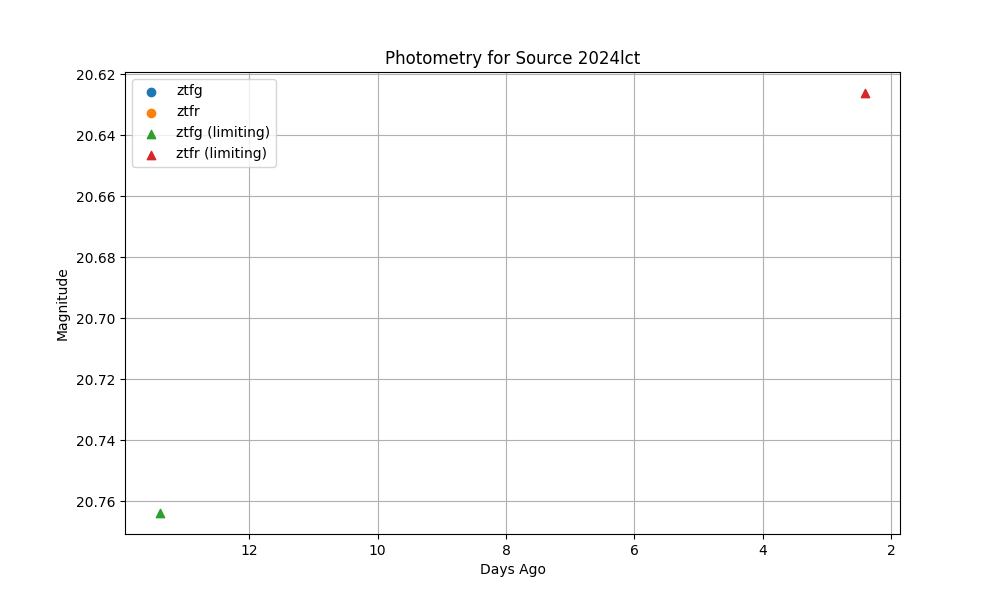 Photometry for Source 2024lct
20.62
20.64
20.66
20.68
20.70
20.72
20.74
20.76
Magnitude
ztfg
ztfr
ztfg (limiting)
ztfr (limiting)
12
10
8
6
4
2
Days Ago